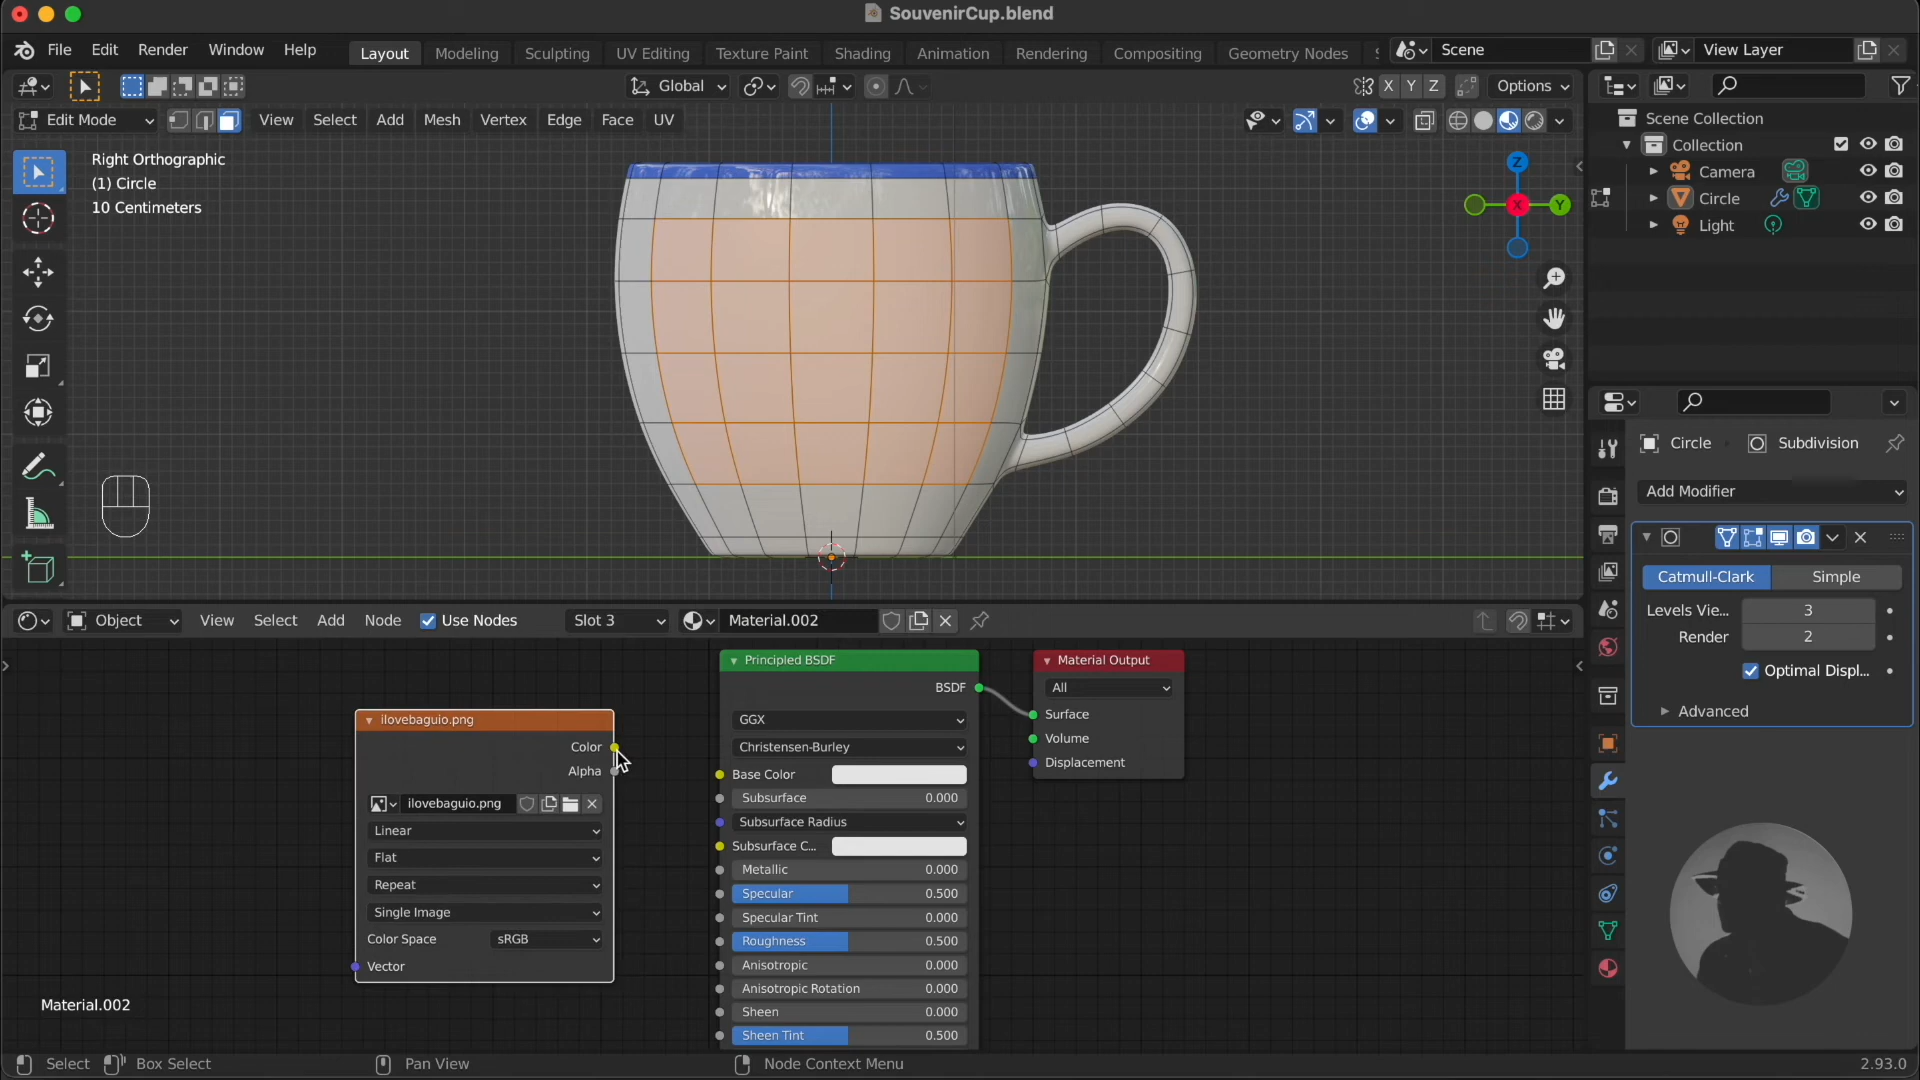 SouvenirCup.blend
File Edit Render Window Help Layout Modeling Sculpting UV Editing Texture Paint Shading Animation Rendering Compositing Geometry Nodes Scene View Layer
Global X Y Z Options
Edit Mode View Select Add Mesh Vertex Edge Face UV
Right Orthographic
(1) Circle
10 Centimeters
Z
X
Y
Scene Collection
Collection
Camera
Circle
Light
Circle Subdivision
Add Modifier
Catmull-Clark Simple
Levels Vie... 3
Render 2
Optimal Displ...
Advanced
Object View Select Add Node Use Nodes Slot 3 Material.002
ilovebaguio.png
Color
Alpha
ilovebaguio.png
Linear
Flat
Repeat
Single Image
Color Space sRGB
Vector
Principled BSDF
BSDF
GGX
Christensen-Burley
Base Color
Subsurface 0.000
Subsurface Radius
Subsurface C...
Metallic 0.000
Specular 0.500
Specular Tint 0.000
Roughness 0.500
Anisotropic 0.000
Anisotropic Rotation 0.000
Sheen 0.000
Sheen Tint 0.500
Material Output
All
Surface
Volume
Displacement
Material.002
Select Box Select Pan View Node Context Menu 2.93.0